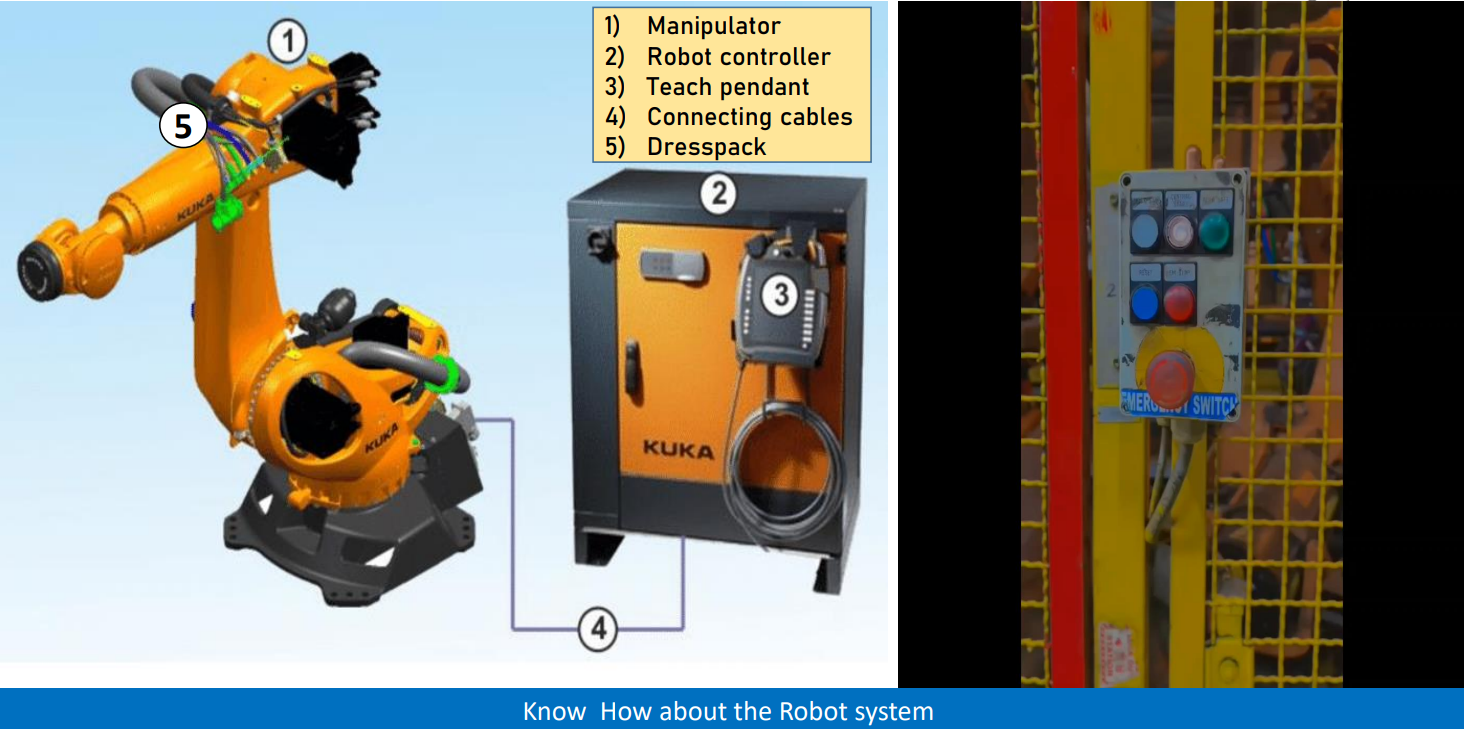 1
1) Manipulator
2) Robot controller
3) Teach pendant
4) Connecting cables
5) Dresspack
5
2
KUKA
3
KUKA
KUKA
4
2
EMERGENCY SWITCH
Know How about the Robot system